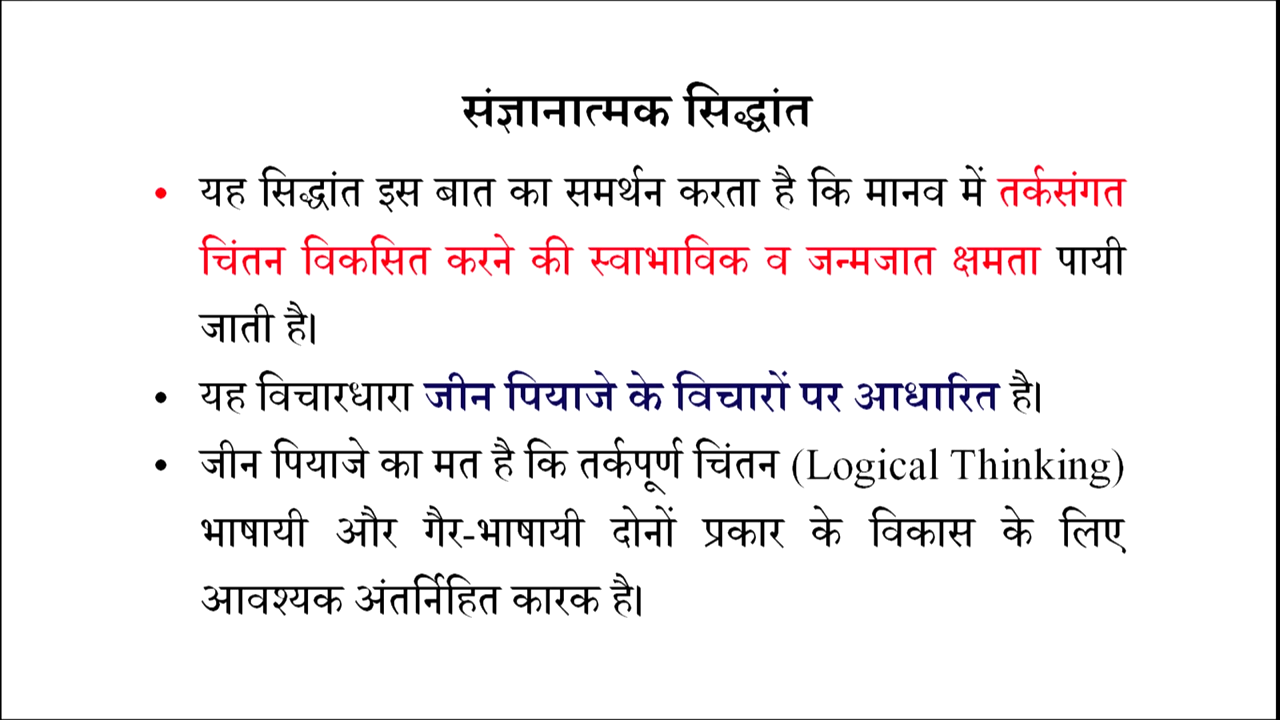 संज्ञानात्मक सिद्धांत
• यह सिद्धांत इस बात का समर्थन करता है कि मानव में तर्कसंगत
चिंतन विकसित करने की स्वाभाविक व जन्मजात क्षमता पायी
जाती है।
• यह विचारधारा जीन पियाजे के विचारों पर आधारित है।
• जीन पियाजे का मत है कि तर्कपूर्ण चिंतन (Logical Thinking)
भाषायी और गैर-भाषायी दोनों प्रकार के विकास के लिए
आवश्यक अंतर्निहित कारक है।